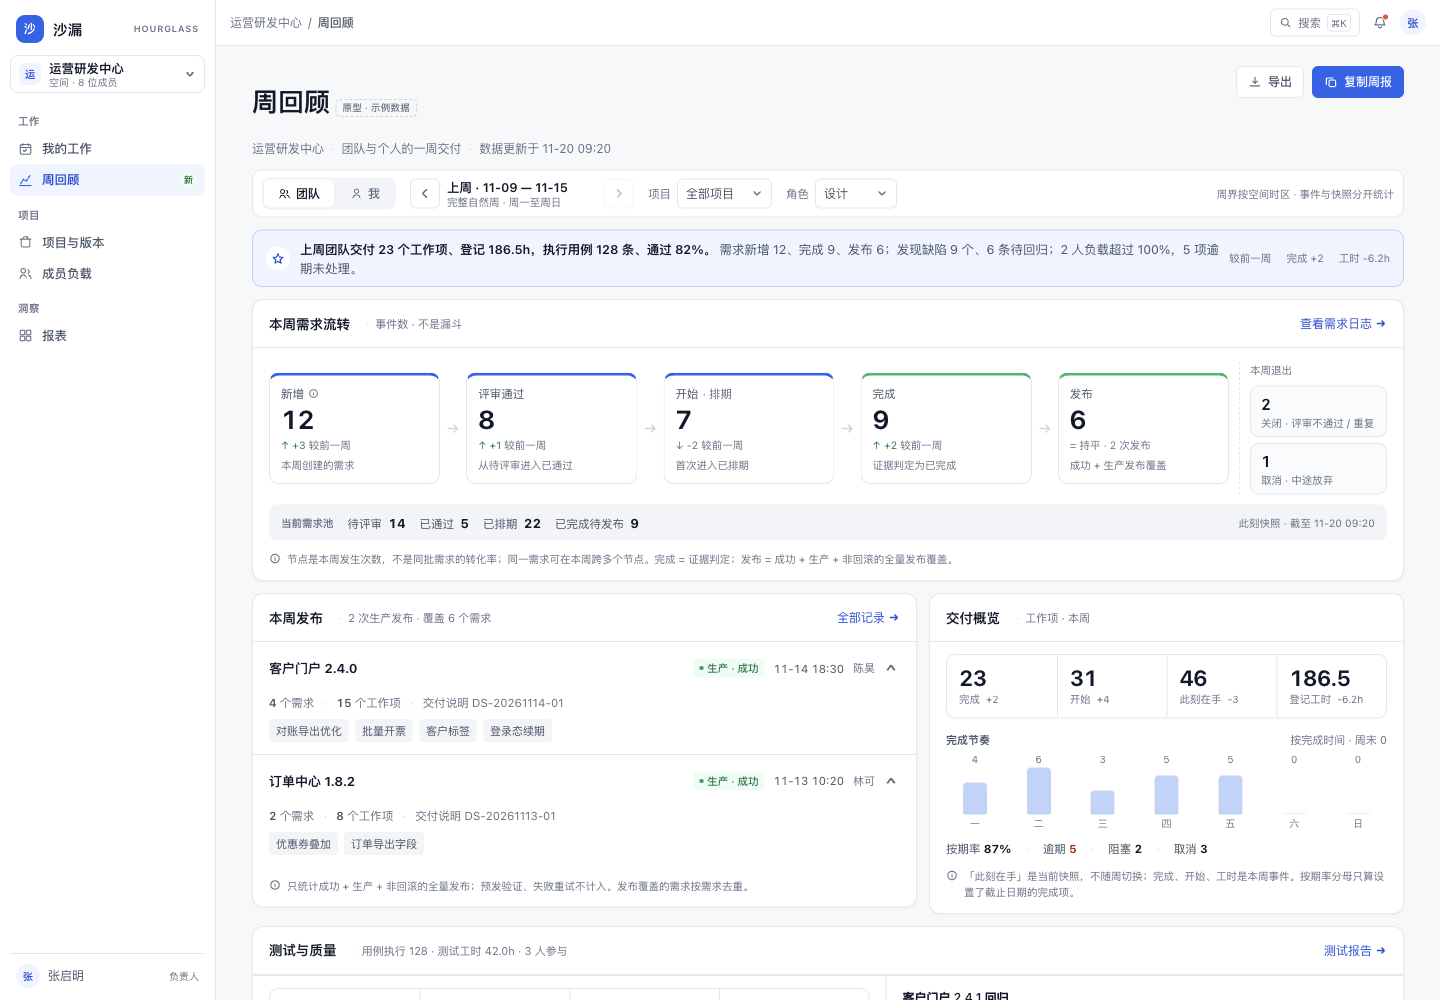 沙 沙漏 HOURGLASS
运 运营研发中心
空间 · 8 位成员
工作
我的工作
周回顾 新
项目
项目与版本
成员负载
洞察
报表
张 张启明 负责人
运营研发中心 / 周回顾
搜索 ⌘K 张
周回顾 原型 · 示例数据
导出 复制周报
运营研发中心 · 团队与个人的一周交付 · 数据更新于 11-20 09:20
团队 我
上周 · 11-09 — 11-15
完整自然周 · 周一至周日
项目 全部项目 角色 设计
周界按空间时区 · 事件与快照分开统计
上周团队交付 23 个工作项、登记 186.5h，执行用例 128 条、通过 82%。 需求新增 12、完成 9、发布 6；发现缺陷 9 个、6 条待回归；2 人负载超过 100%，5 项逾
期未处理。
较前一周 · 完成 +2 · 工时 -6.2h
本周需求流转 · 事件数 · 不是漏斗 查看需求日志 →
新增
12
↑ +3 较前一周
本周创建的需求
→
评审通过
8
↑ +1 较前一周
从待评审进入已通过
→
开始 · 排期
7
↓ -2 较前一周
首次进入已排期
→
完成
9
↑ +2 较前一周
证据判定为已完成
→
发布
6
= 持平 · 2 次发布
成功 + 生产发布覆盖
本周退出
2
关闭 · 评审不通过 / 重复
1
取消 · 中途放弃
当前需求池 待评审 14 已通过 5 已排期 22 已完成待发布 9 此刻快照 · 截至 11-20 09:20
节点是本周发生次数，不是同批需求的转化率；同一需求可在本周跨多个节点。完成 = 证据判定；发布 = 成功 + 生产 + 非回滚的全量发布覆盖。
本周发布 · 2 次生产发布 · 覆盖 6 个需求 全部记录 →
客户门户 2.4.0 生产 · 成功 11-14 18:30 陈昊
4 个需求 · 15 个工作项 · 交付说明 DS-20261114-01
对账导出优化 批量开票 客户标签 登录态续期
订单中心 1.8.2 生产 · 成功 11-13 10:20 林可
2 个需求 · 8 个工作项 · 交付说明 DS-20261113-01
优惠券叠加 订单导出字段
只统计成功 + 生产 + 非回滚的全量发布；预发验证、失败重试不计入。发布覆盖的需求按需求去重。
交付概览 · 工作项 · 本周
23 31 46 186.5
完成 +2 开始 +4 此刻在手 -3 登记工时 -6.2h
完成节奏 按完成时间 · 周末 0
4 6 3 5 5 0 0
一 二 三 四 五 六 日
按期率 87% · 逾期 5 · 阻塞 2 · 取消 3
「此刻在手」是当前快照，不随周切换；完成、开始、工时是本周事件。按期率分母只算设
置了截止日期的完成项。
测试与质量 · 用例执行 128 · 测试工时 42.0h · 3 人参与 测试报告 →
客户门户 2.4.1 回归